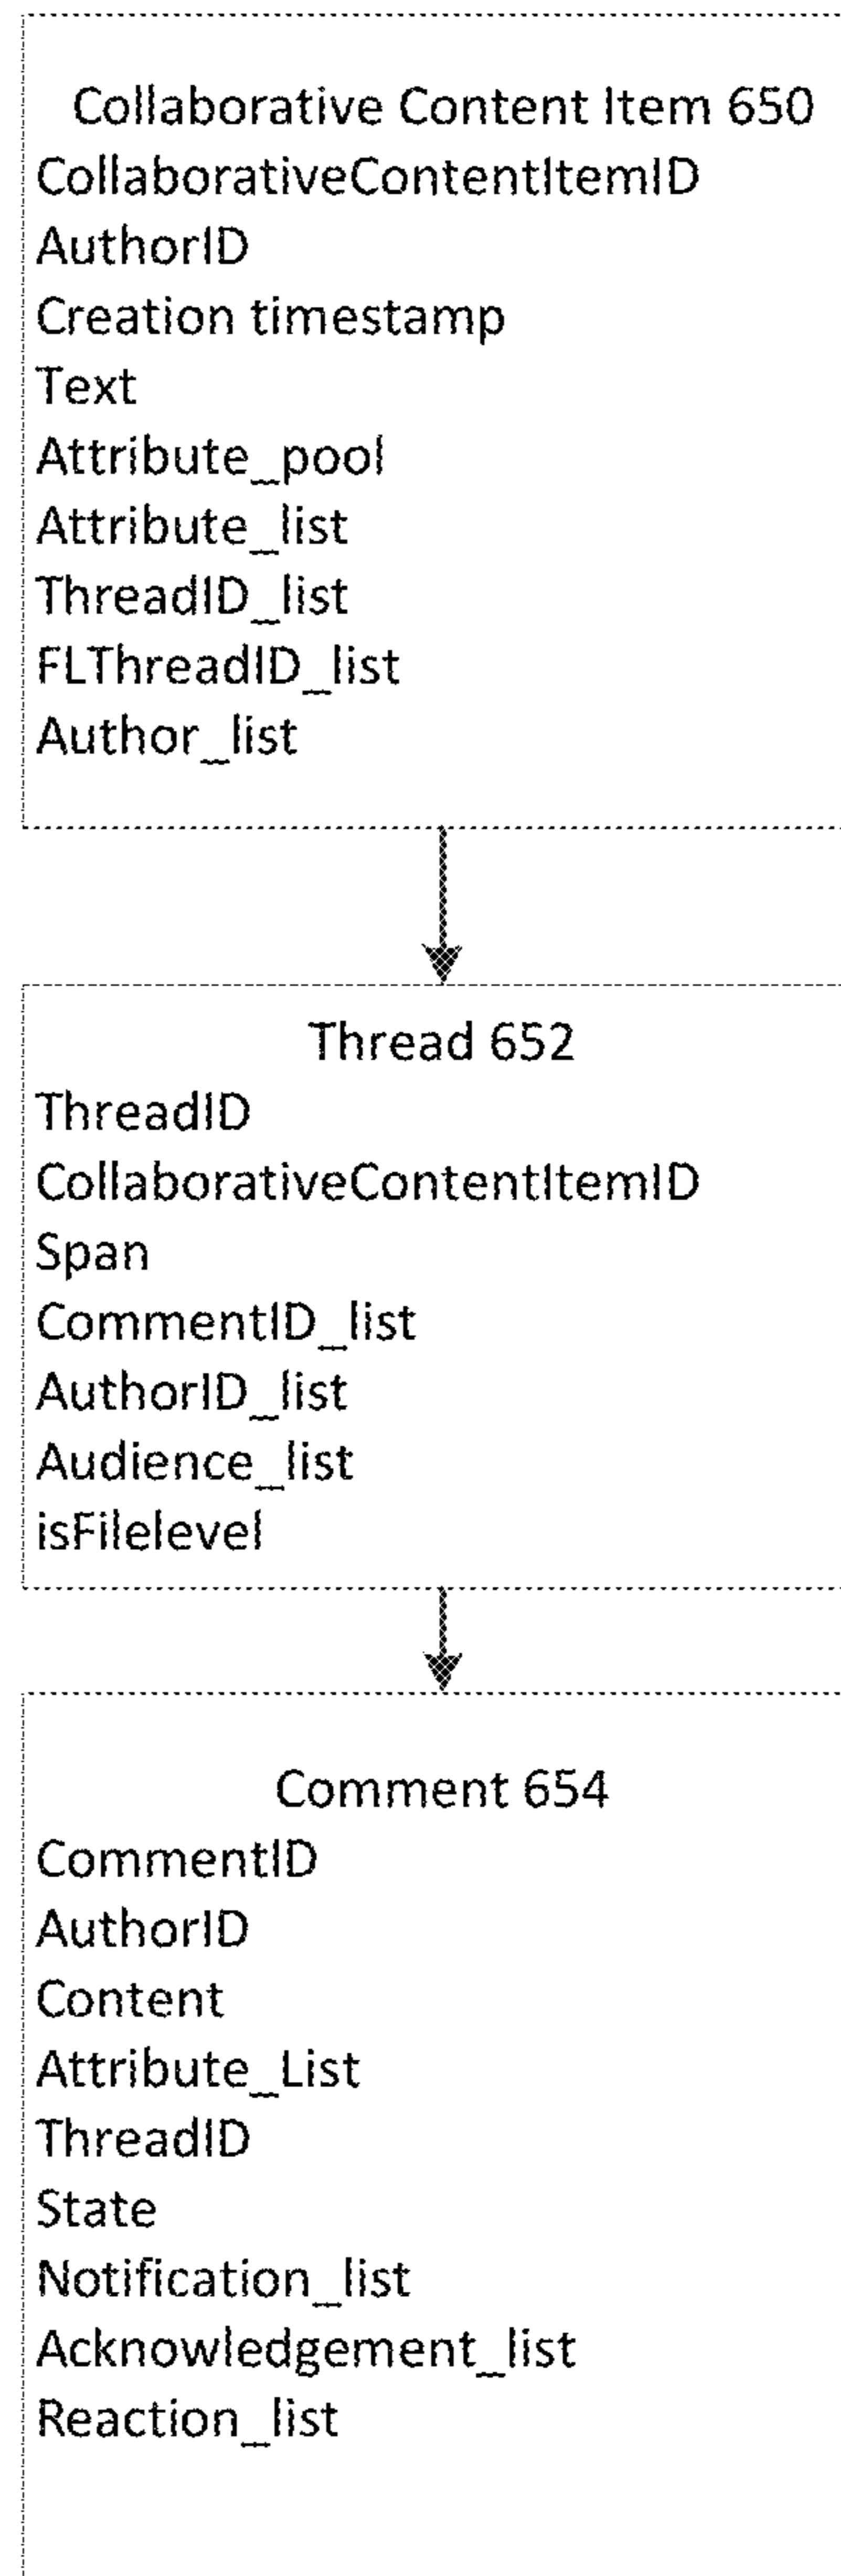 Collaborative Content Item 650
CollaborativeContentItemID
AuthorID
Creation timestamp
Text
Attribute_pool
Attribute_list
ThreadID_list
FLThreadID_list
Author_list
Thread 652
ThreadID
CollaborativeContentItemID
Span
CommentID_list
AuthorID_list
Audience_list
isFilelevel
Comment 654
CommentID
AuthorID
Content
Attribute_List
ThreadID
State
Notification_list
Acknowledgement_list
Reaction_list